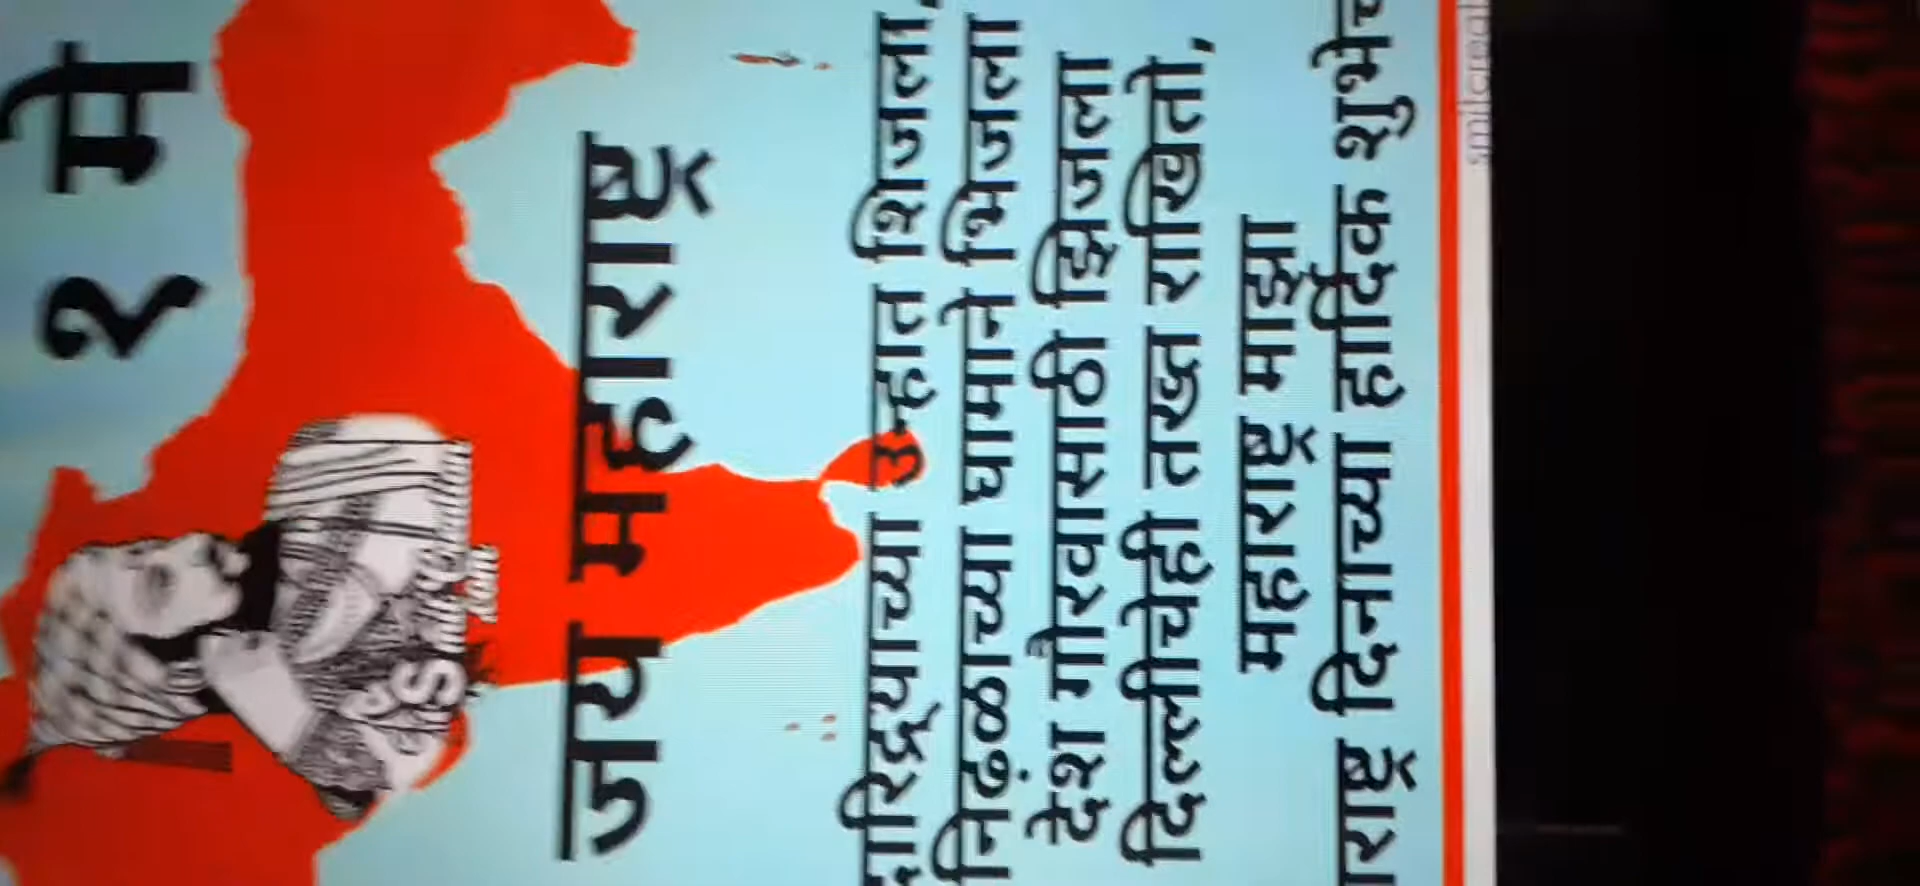 १ मे
जय महाराष्ट्र
दारिद्र्याच्या उन्हात शिजला,
निढळाच्या घामाने भिजला
देश गौरवासाठी झिजला
दिल्लीचेही तख्त राखितो,
महाराष्ट्र माझा
राष्ट्र दिनाच्या हार्दिक